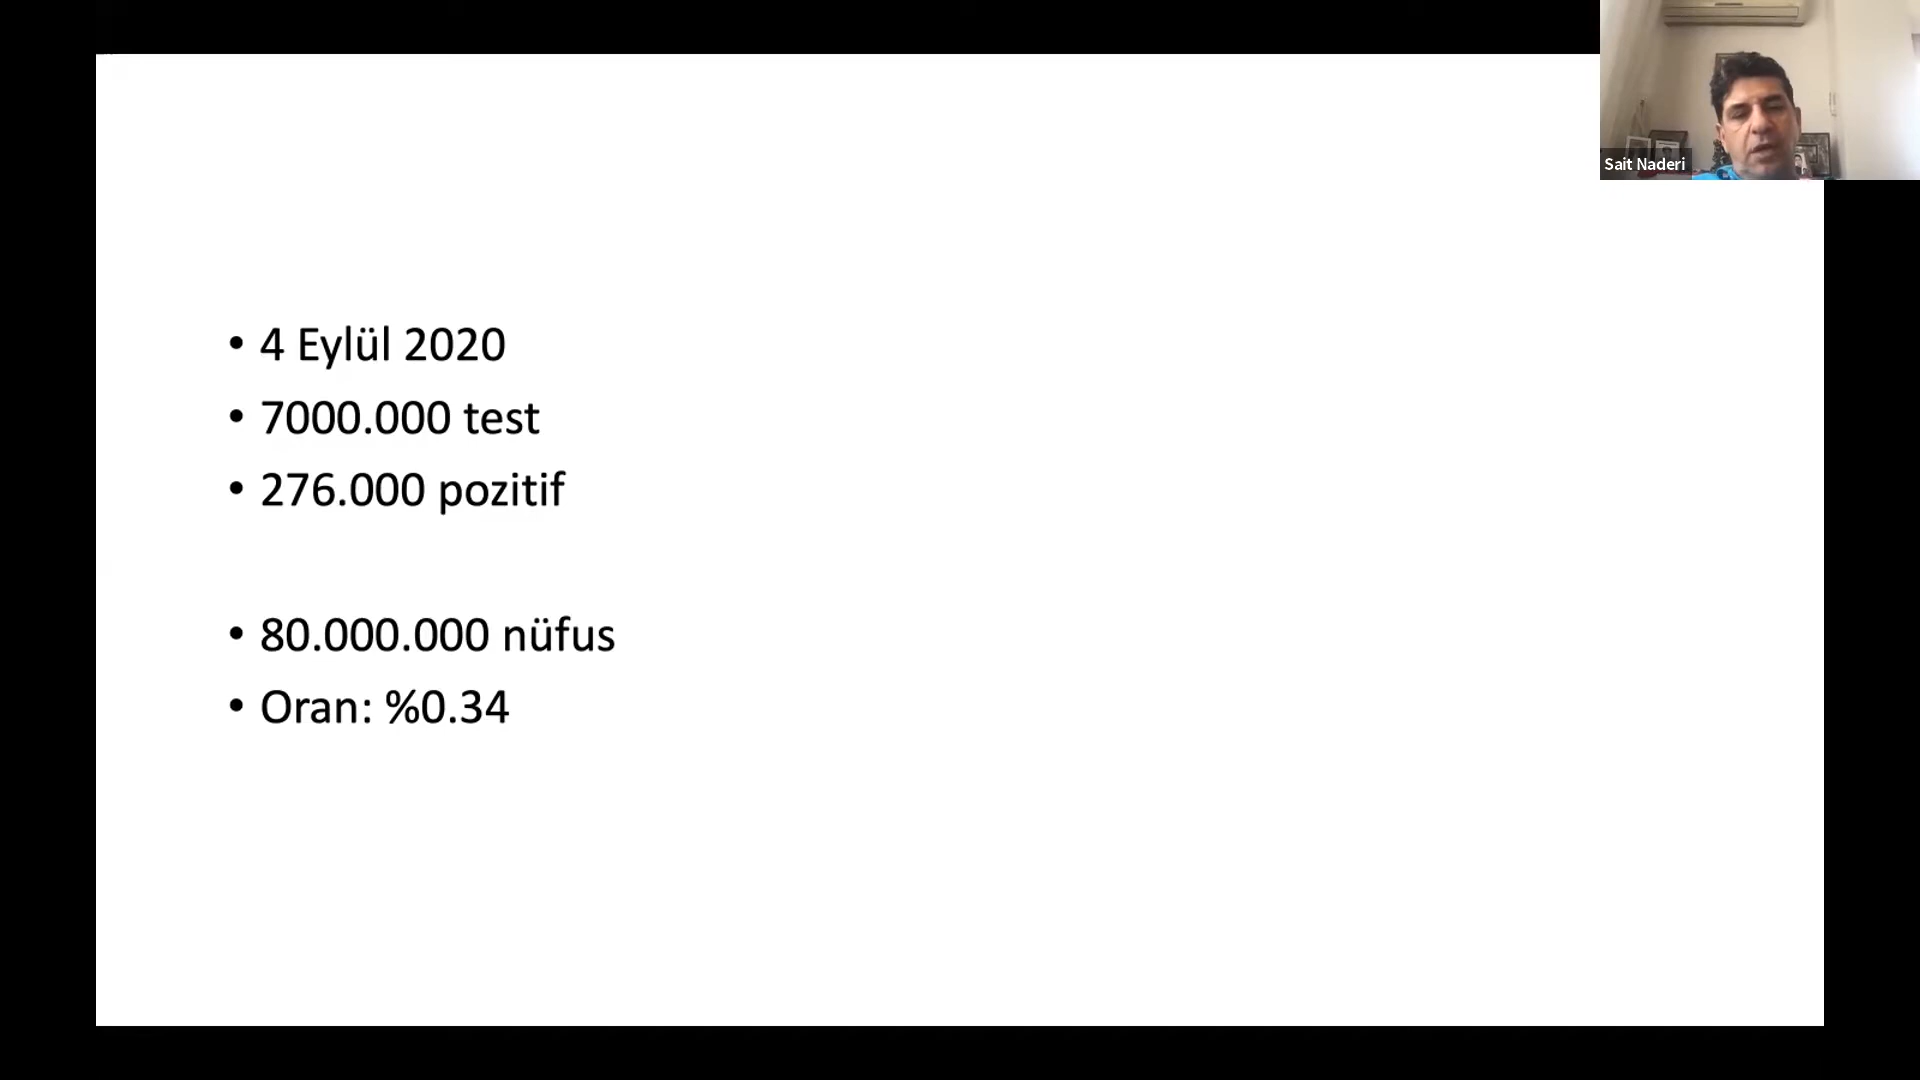 • 4 Eylül 2020
• 7000.000 test
• 276.000 pozitif
• 80.000.000 nüfus
• Oran: %0.34
Sait Naderi